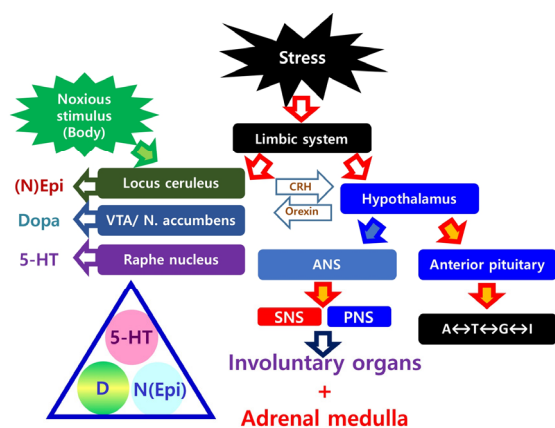 Stress
Noxious
stimulus
(Body)
Limbic system
(N)Epi
Locus ceruleus
CRH
Hypothalamus
Dopa
VTA/ N. accumbens
Orexin
5-HT
Raphe nucleus
ANS
Anterior pituitary
SNS
PNS
A↔T↔G↔I
5-HT
D
N(Epi)
Involuntary organs
+
Adrenal medulla